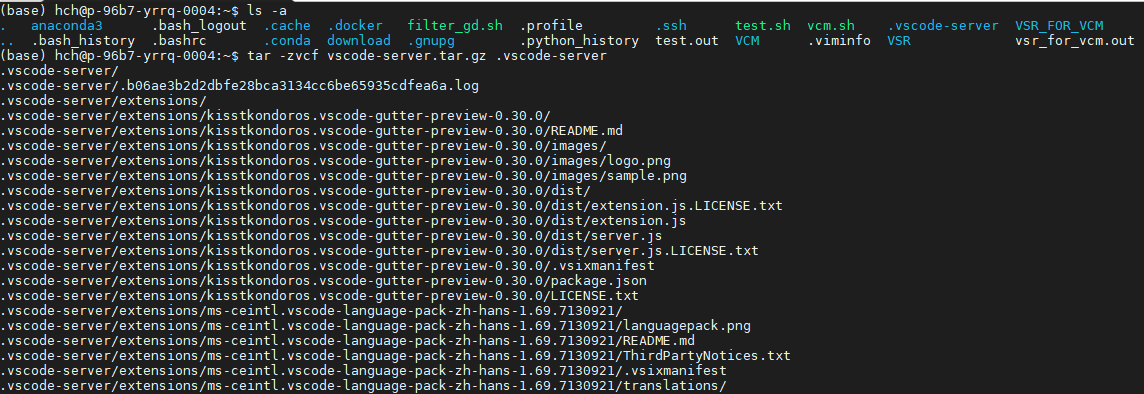 (base) hch@p-96b7-yrrq-0004:~$ ls -a
.   anaconda3      .bash_logout  .cache  .docker   filter_gd.sh  .profile         .ssh      test.sh  vcm.sh    .vscode-server  VSR_FOR_VCM
..  .bash_history  .bashrc       .conda  download  .gnupg        .python_history  test.out  VCM      .viminfo  VSR             vsr_for_vcm.out
(base) hch@p-96b7-yrrq-0004:~$ tar -zvcf vscode-server.tar.gz .vscode-server
.vscode-server/
.vscode-server/.b06ae3b2d2dbfe28bca3134cc6be65935cdfea6a.log
.vscode-server/extensions/
.vscode-server/extensions/kisstkondoros.vscode-gutter-preview-0.30.0/
.vscode-server/extensions/kisstkondoros.vscode-gutter-preview-0.30.0/README.md
.vscode-server/extensions/kisstkondoros.vscode-gutter-preview-0.30.0/images/
.vscode-server/extensions/kisstkondoros.vscode-gutter-preview-0.30.0/images/logo.png
.vscode-server/extensions/kisstkondoros.vscode-gutter-preview-0.30.0/images/sample.png
.vscode-server/extensions/kisstkondoros.vscode-gutter-preview-0.30.0/dist/
.vscode-server/extensions/kisstkondoros.vscode-gutter-preview-0.30.0/dist/extension.js.LICENSE.txt
.vscode-server/extensions/kisstkondoros.vscode-gutter-preview-0.30.0/dist/extension.js
.vscode-server/extensions/kisstkondoros.vscode-gutter-preview-0.30.0/dist/server.js
.vscode-server/extensions/kisstkondoros.vscode-gutter-preview-0.30.0/dist/server.js.LICENSE.txt
.vscode-server/extensions/kisstkondoros.vscode-gutter-preview-0.30.0/.vsixmanifest
.vscode-server/extensions/kisstkondoros.vscode-gutter-preview-0.30.0/package.json
.vscode-server/extensions/kisstkondoros.vscode-gutter-preview-0.30.0/LICENSE.txt
.vscode-server/extensions/ms-ceintl.vscode-language-pack-zh-hans-1.69.7130921/
.vscode-server/extensions/ms-ceintl.vscode-language-pack-zh-hans-1.69.7130921/languagepack.png
.vscode-server/extensions/ms-ceintl.vscode-language-pack-zh-hans-1.69.7130921/README.md
.vscode-server/extensions/ms-ceintl.vscode-language-pack-zh-hans-1.69.7130921/ThirdPartyNotices.txt
.vscode-server/extensions/ms-ceintl.vscode-language-pack-zh-hans-1.69.7130921/.vsixmanifest
.vscode-server/extensions/ms-ceintl.vscode-language-pack-zh-hans-1.69.7130921/translations/